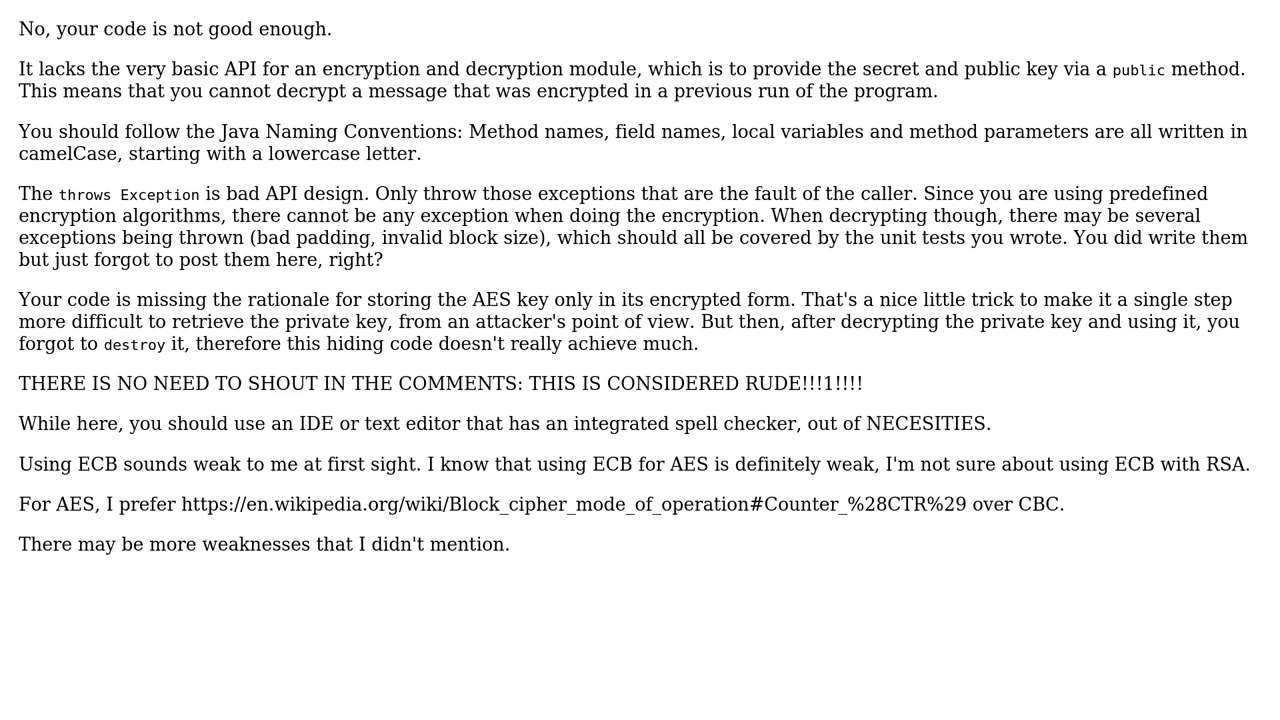 No, your code is not good enough.
It lacks the very basic API for an encryption and decryption module, which is to provide the secret and public key via a public method.
This means that you cannot decrypt a message that was encrypted in a previous run of the program.
You should follow the Java Naming Conventions: Method names, field names, local variables and method parameters are all written in
camelCase, starting with a lowercase letter.
The throws Exception is bad API design. Only throw those exceptions that are the fault of the caller. Since you are using predefined
encryption algorithms, there cannot be any exception when doing the encryption. When decrypting though, there may be several
exceptions being thrown (bad padding, invalid block size), which should all be covered by the unit tests you wrote. You did write them
but just forgot to post them here, right?
Your code is missing the rationale for storing the AES key only in its encrypted form. That's a nice little trick to make it a single step
more difficult to retrieve the private key, from an attacker's point of view. But then, after decrypting the private key and using it, you
forgot to destroy it, therefore this hiding code doesn't really achieve much.
THERE IS NO NEED TO SHOUT IN THE COMMENTS: THIS IS CONSIDERED RUDE!!!1!!!!
While here, you should use an IDE or text editor that has an integrated spell checker, out of NECESITIES.
Using ECB sounds weak to me at first sight. I know that using ECB for AES is definitely weak, I'm not sure about using ECB with RSA.
For AES, I prefer https://en.wikipedia.org/wiki/Block_cipher_mode_of_operation#Counter_%28CTR%29 over CBC.
There may be more weaknesses that I didn't mention.